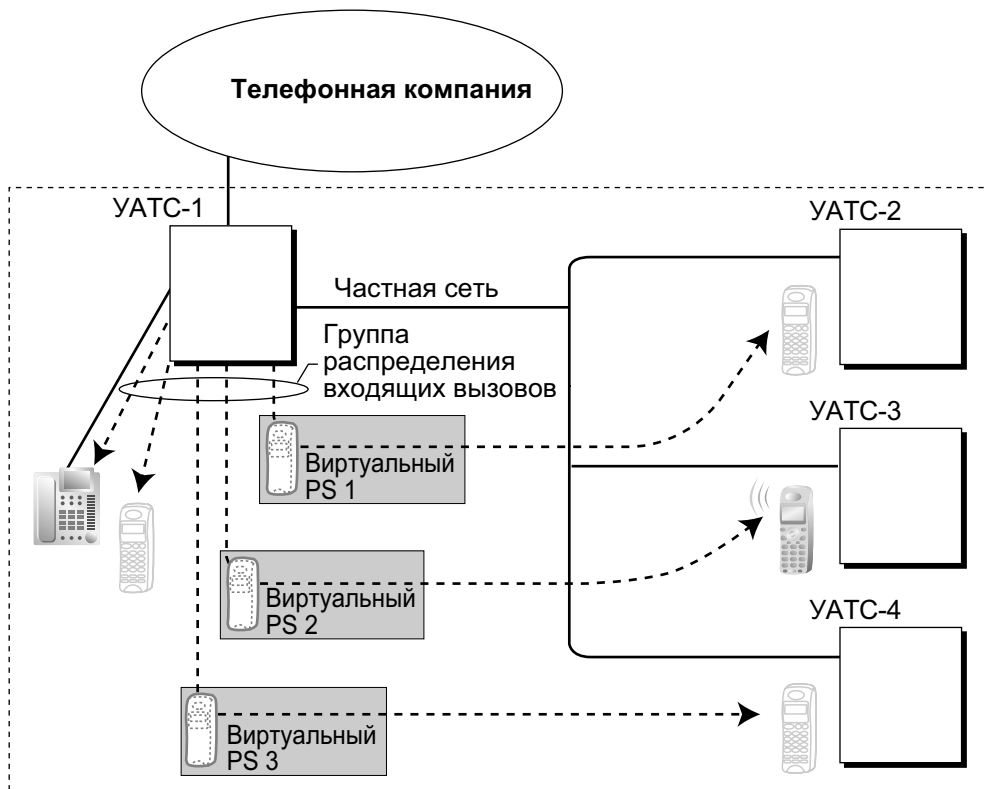 Телефонная компания
УАТС-1
УАТС-2
Частная сеть
Группа
распределения
входящих вызовов
УАТС-3
Виртуальный
PS 1
Виртуальный
PS 2
УАТС-4
Виртуальный
PS 3